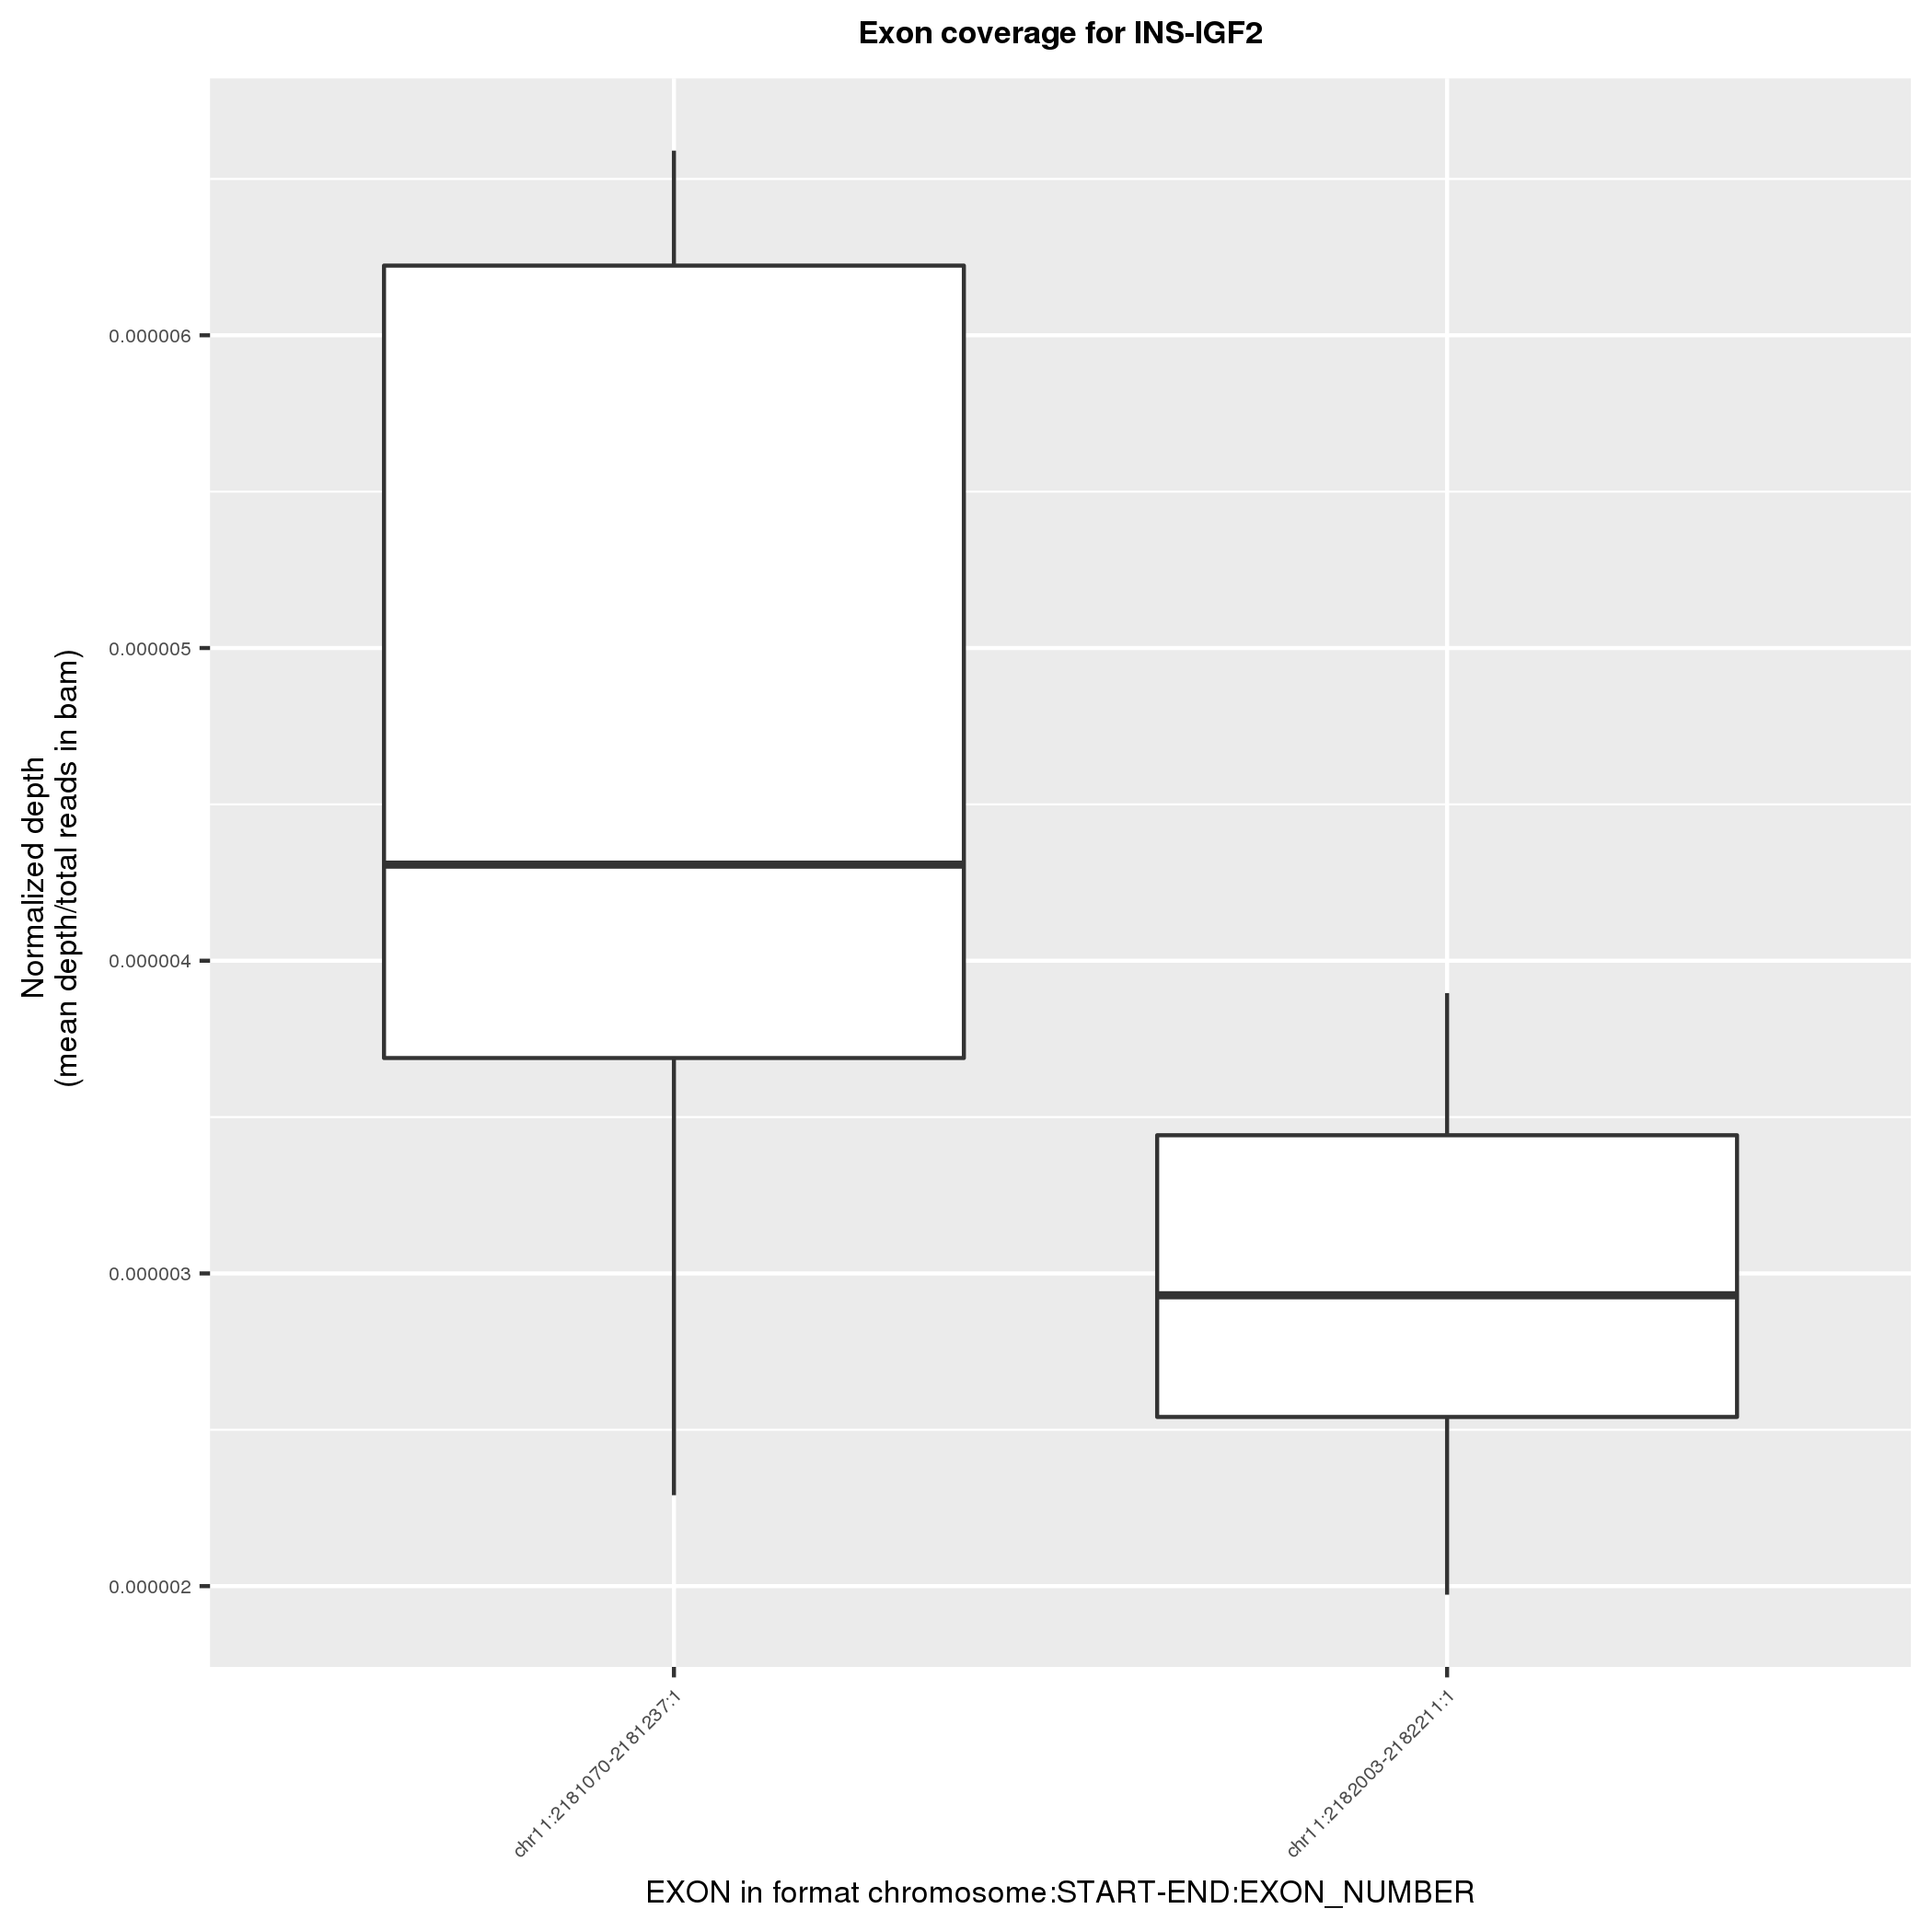 Exon coverage for INS-IGF2
Normalized depth
(mean depth/total reads in bam)
0.000006
0.000005
0.000004
0.000003
0.000002
chr11:2181070-2181237:1
chr11:2182003-2182211:1
EXON in format chromosome:START-END:EXON_NUMBER